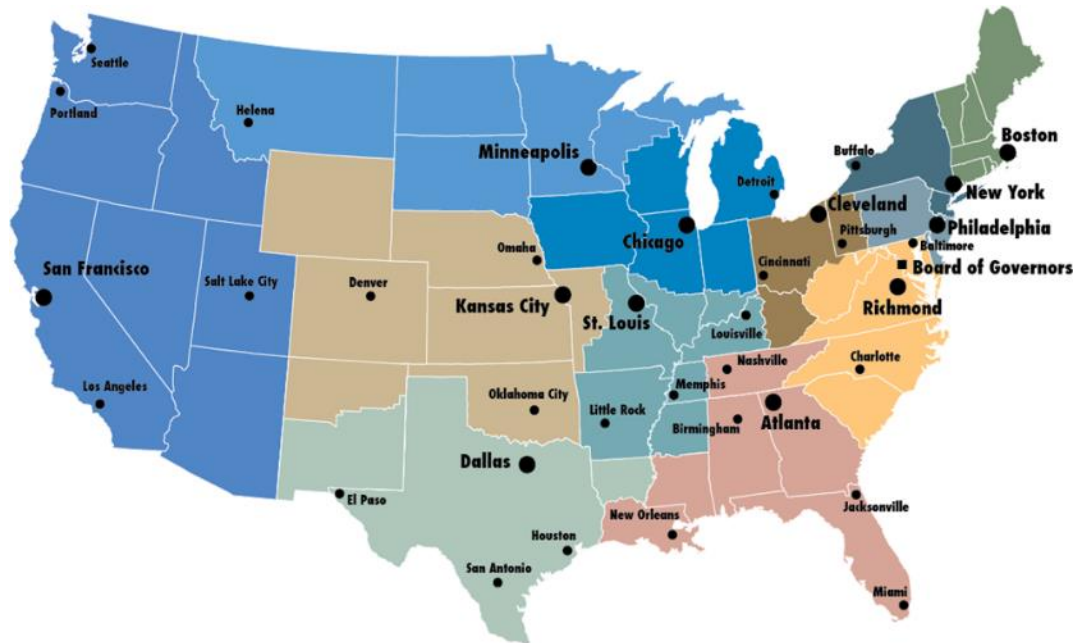 Seattle
Portland
Helena
Minneapolis
Buffalo
Boston
New York
Detroit
Cleveland
Philadelphia
Pittsburgh
Baltimore
Chicago
Omaha
Cincinnati
Board of Governors
San Francisco
Salt Lake City
Denver
Kansas City
St. Louis
Richmond
Louisville
Nashville
Charlotte
Los Angeles
Oklahoma City
Memphis
Little Rock
Birmingham
Atlanta
Dallas
El Paso
Jacksonville
New Orleans
Houston
San Antonio
Miami